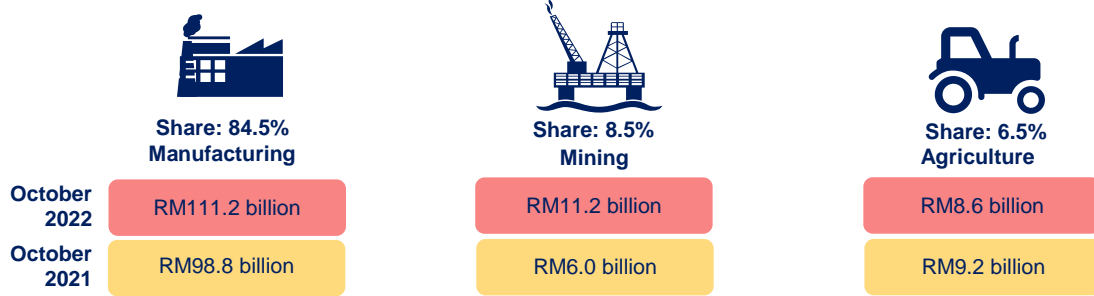 Share: 84.5%
Manufacturing
Share: 8.5%
Mining
Share: 6.5%
Agriculture
October
2022
RM111.2 billion
RM11.2 billion
RM8.6 billion
October
2021
RM98.8 billion
RM6.0 billion
RM9.2 billion